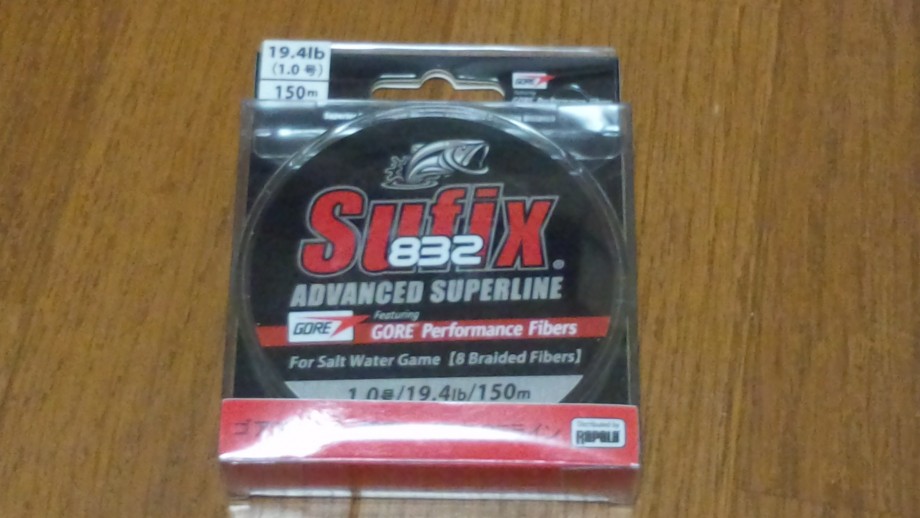 19.4lb
(1.0 号)
150m
GORE
Sufix
832
®
ADVANCED SUPERLINE
GORE
Featuring
GORE Performance Fibers
For Salt Water Game【8 Braided Fibers】
1.0号/19.4lb/150m
Distributed by
RAPALA